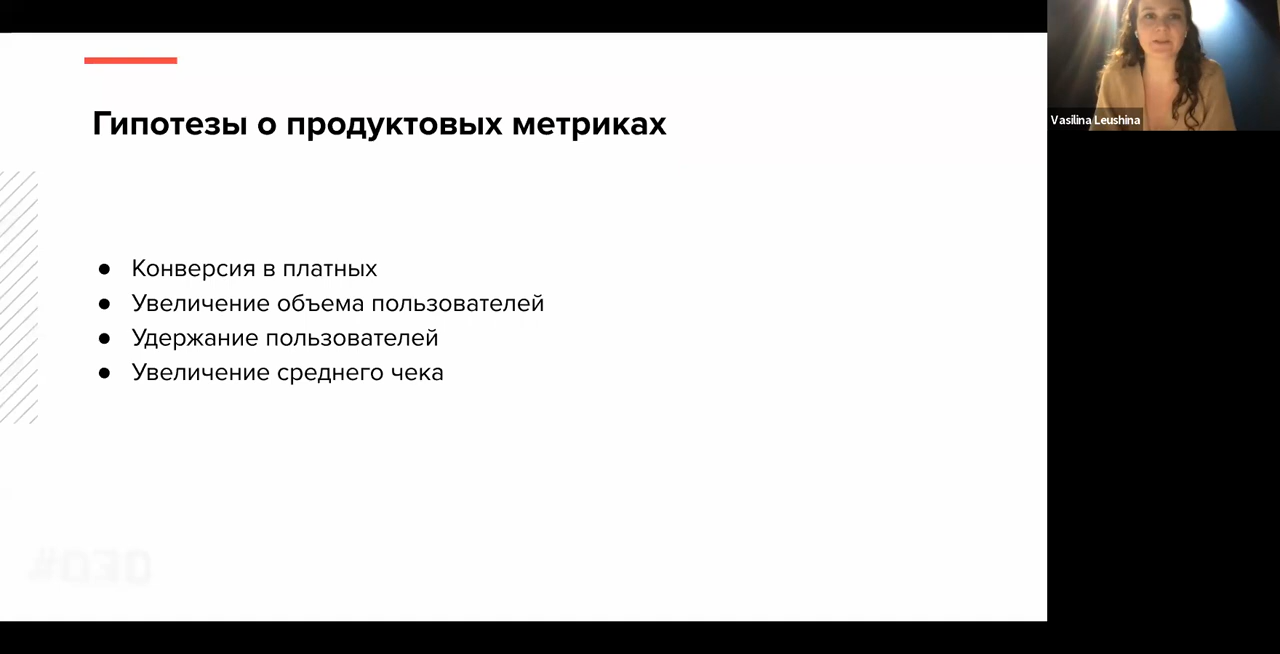 Гипотезы о продуктовых метриках
● Конверсия в платных
● Увеличение объема пользователей
● Удержание пользователей
● Увеличение среднего чека
Vasilina Leushina